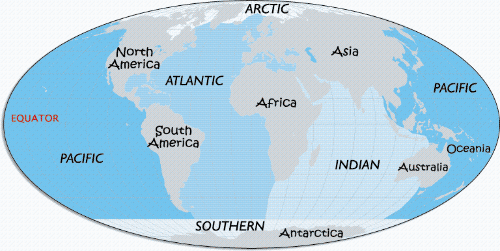 ARCTIC
North
America
Asia
ATLANTIC
PACIFIC
Africa
EQUATOR
South
America
Oceania
PACIFIC
INDIAN
Australia
SOUTHERN
Antarctica